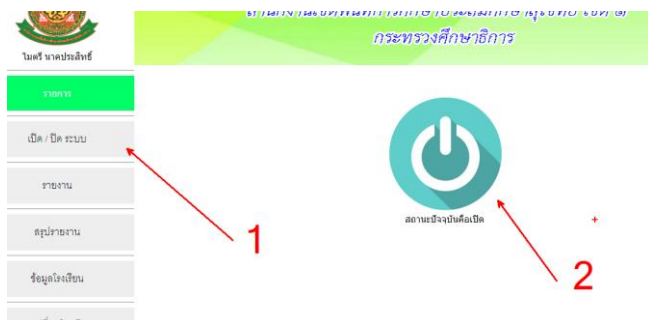 กระทรวงศึกษาธิการ
ไมตรี นาคประสิทธิ์
รายการ
เปิด / ปิด ระบบ
รายงาน
สรุปรายงาน
ข้อมูลโรงเรียน
สถานะปัจจุบันคือเปิด
+
1
2